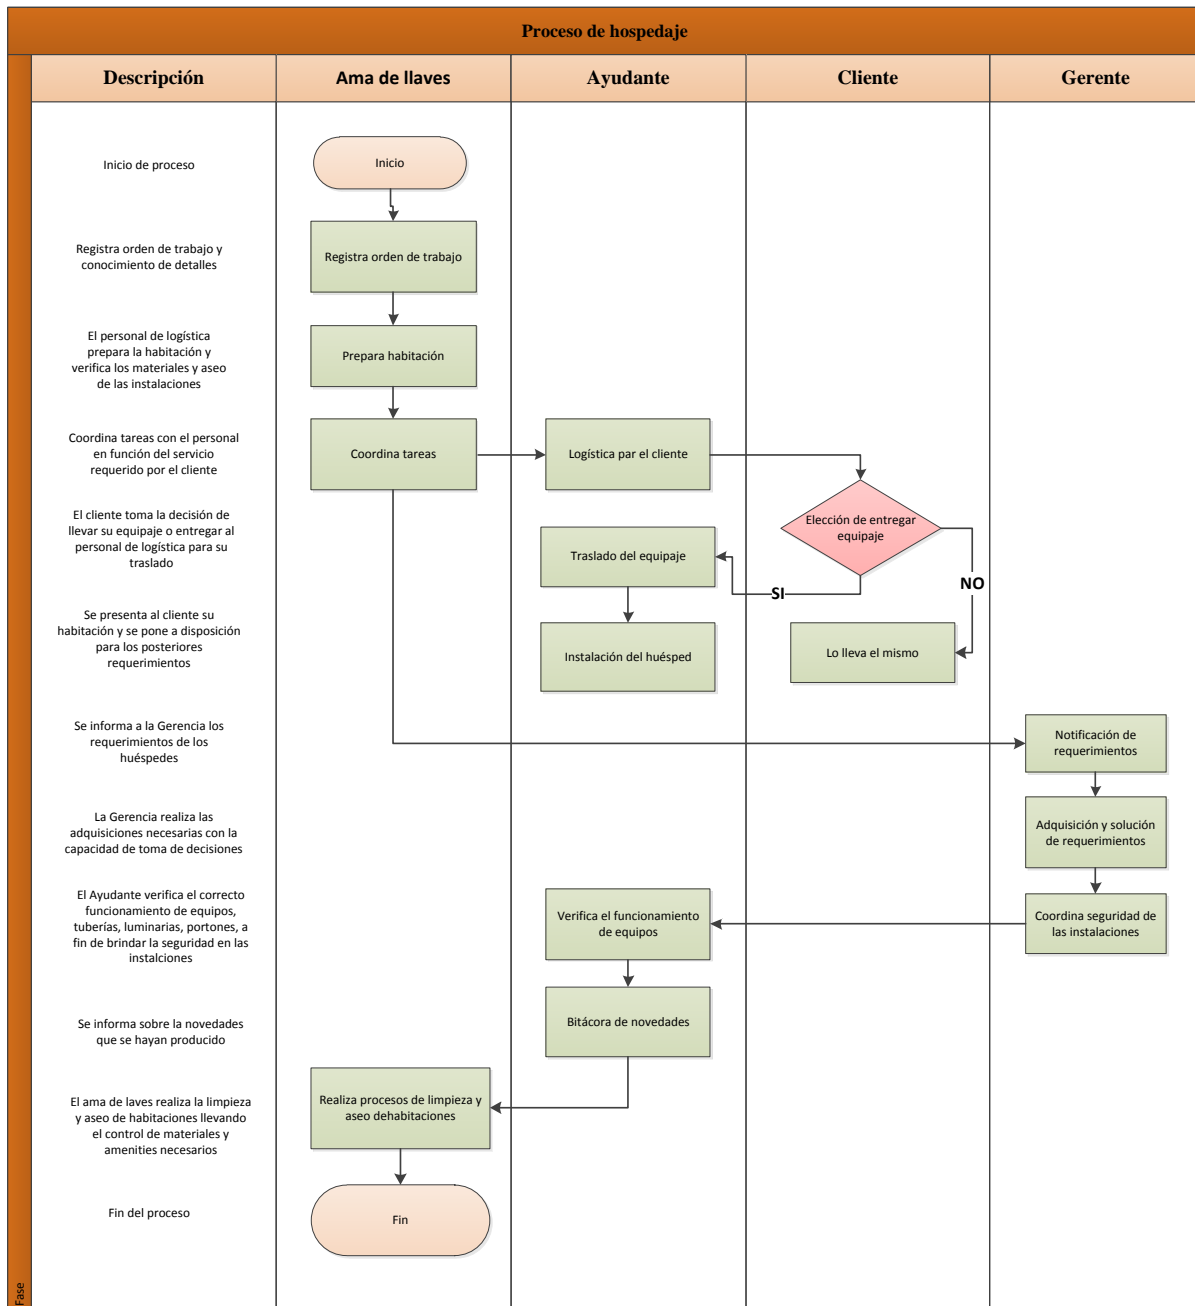 Proceso de hospedaje
Descripción
Ama de llaves
Ayudante
Cliente
Gerente
Inicio de proceso
Inicio
Registra orden de trabajo y
conocimiento de detalles
Registra orden de trabajo
El personal de logística
prepara la habitación y
verifica los materiales y aseo
de las instalaciones
Prepara habitación
Coordina tareas con el personal
en función del servicio
requerido por el cliente
Coordina tareas
Logística par el cliente
El cliente toma la decisión de
llevar su equipaje o entregar al
personal de logística para su
traslado
Elección de entregar
equipaje
Traslado del equipaje
SI
NO
Se presenta al cliente su
habitación y se pone a disposición
para los posteriores
requerimientos
Instalación del huésped
Lo lleva el mismo
Se informa a la Gerencia los
requerimientos de los
huéspedes
Notificación de
requerimientos
La Gerencia realiza las
adquisiciones necesarias con la
capacidad de toma de decisiones
Adquisición y solución
de requerimientos
El Ayudante verifica el correcto
funcionamiento de equipos,
tuberías, luminarias, portones, a
fin de brindar la seguridad en las
instalciones
Verifica el funcionamiento
de equipos
Coordina seguridad de
las instalaciones
Se informa sobre la novedades
que se hayan producido
Bitácora de novedades
El ama de laves realiza la limpieza
y aseo de habitaciones llevando
el control de materiales y
amenities necesarios
Realiza procesos de limpieza y
aseo dehabitaciones
Fin del proceso
Fin
Fase